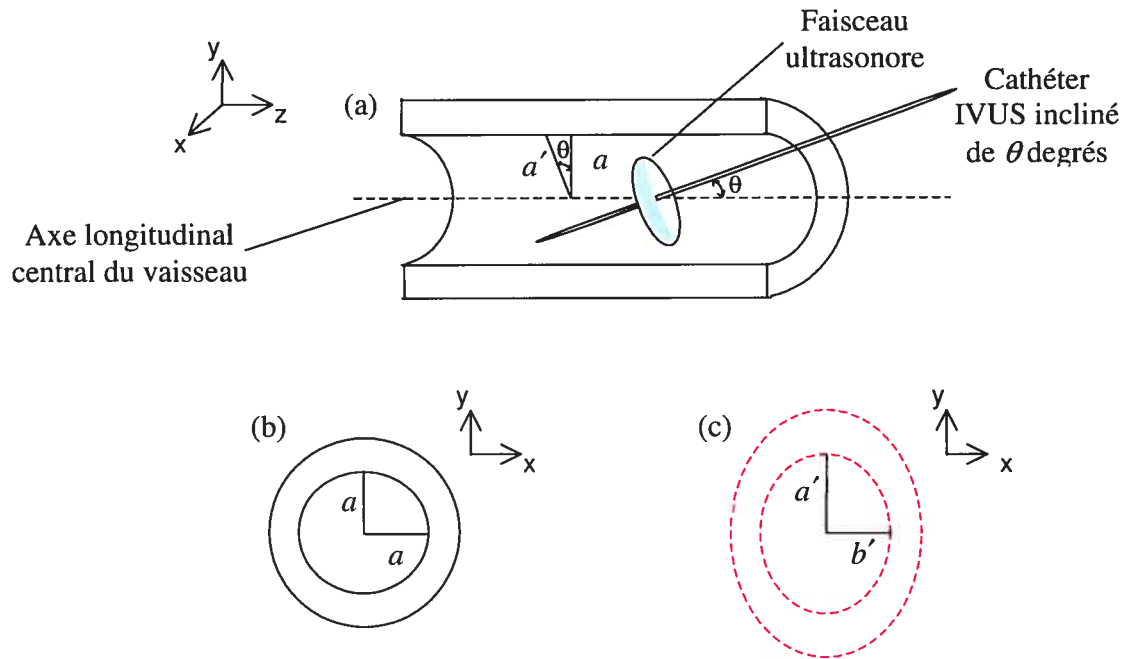 Faisceau
ultrasonore
y
z
x
(a)
Cathéter
IVUS incliné
de θ degrés
θ
a′
a
θ
Axe longitudinal
central du vaisseau
(b)
y
x
a
a
(c)
y
x
a′
b′